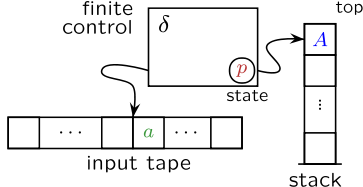 finite
control
δ
top
A
p
state
... a ...
input tape
⋮
stack